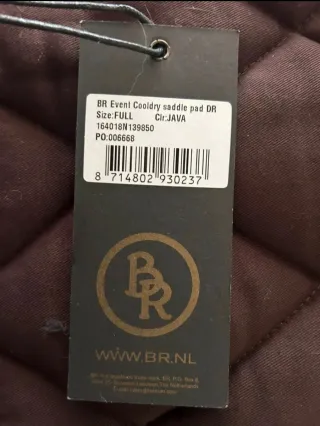 BR Event Cooldry saddle pad DR
Size:FULL Clr:JAVA
164018N139850
PO:006668
8 714802 930237
BR
WWW.BR.NL